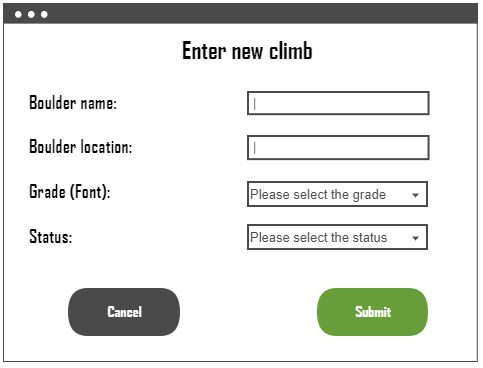 Enter new climb
Boulder name:
Boulder location:
Grade (Font): Please select the grade
Status: Please select the status
Cancel Submit